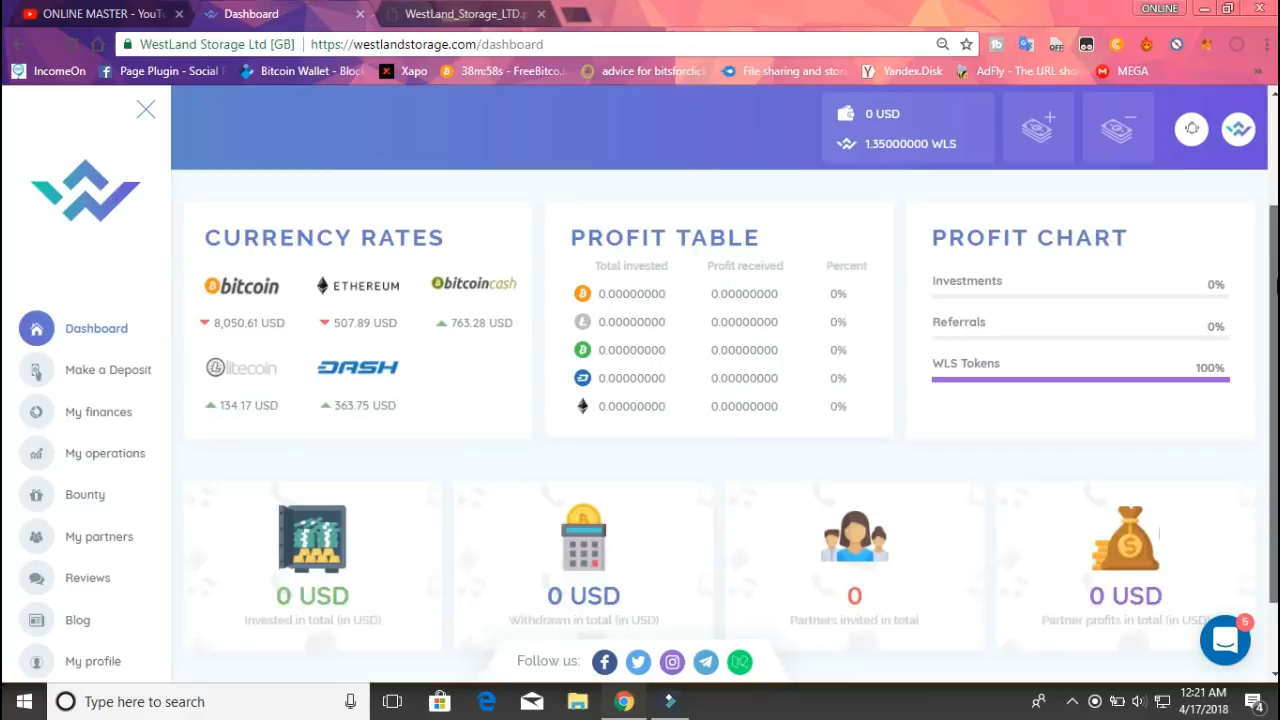 ONLINE MASTER - YouT
Dashboard
WestLand_Storage_LTD.p
ONLINE
WestLand Storage Ltd [GB]
https://westlandstorage.com/dashboard
OFF
IncomeOn
Page Plugin - Social
Bitcoin Wallet - Block
Xapo
38m:58s - FreeBitco.i
advice for bitsforclick
File sharing and stora
Yandex.Disk
AdFly - The URL shor
MEGA
»
0 USD
1.35000000 WLS
CURRENCY RATES
bitcoin
ETHEREUM
bitcoincash
8,050.61 USD
507.89 USD
763.28 USD
litecoin
DASH
134.17 USD
363.75 USD
PROFIT TABLE
Total invested Profit received Percent
0.00000000 0.00000000 0%
0.00000000 0.00000000 0%
0.00000000 0.00000000 0%
0.00000000 0.00000000 0%
0.00000000 0.00000000 0%
PROFIT CHART
Investments 0%
Referrals 0%
WLS Tokens 100%
Dashboard
Make a Deposit
My finances
My operations
Bounty
My partners
Reviews
Blog
My profile
0 USD
Invested in total (in USD)
0 USD
Withdrawn in total (in USD)
0
Partners invited in total
0 USD
Partner profits in total (in USD)
5
Follow us:
Type here to search
12:21 AM
4/17/2018
4